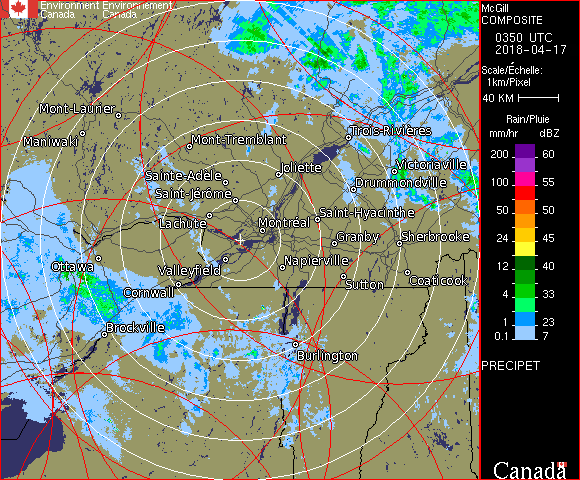 Environment Environnement
Canada Canada
McGill
COMPOSITE
0350 UTC
2018-04-17
Scale/Échelle:
1km/Pixel
40 KM
Rain/Pluie
mm/hr dBZ
200 60
100 55
50 50
24 45
12 40
4 33
1 23
0.1 7
PRECIPET
Canada
Mont-Laurier
Maniwaki
Mont-Tremblant
Trois-Rivières
Sainte-Adèle
Joliette
Victoriaville
Saint-Jérôme
Drummondville
Lachute
Montréal
Saint-Hyacinthe
Granby
Sherbrooke
Ottawa
Valleyfield
Napierville
Cornwall
Sutton
Coaticook
Brockville
Burlington